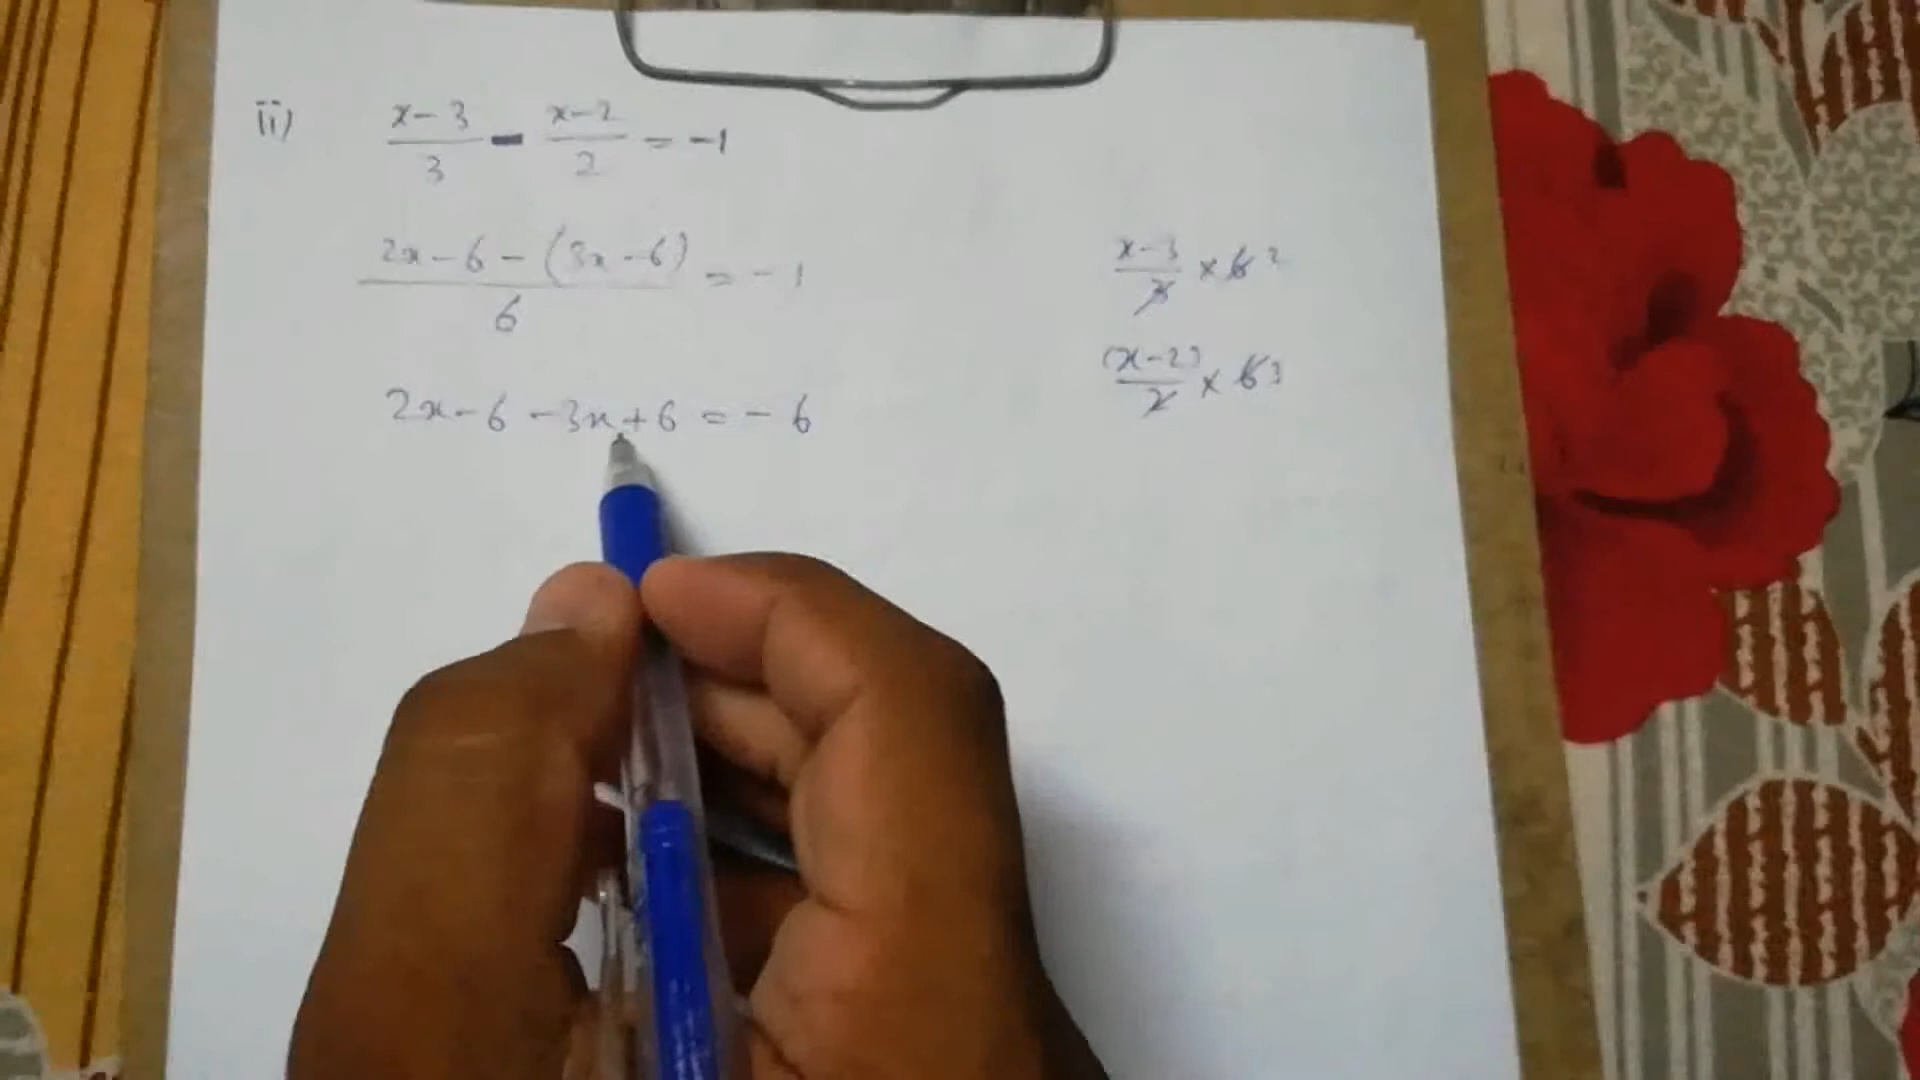 ii) x-3/3 - x-2/2 = -1
2x-6-(3x-6)/6 = -1
x-3/3 × 6 2
(x-2)/2 × 6 3
2x-6-3x+6 = -6